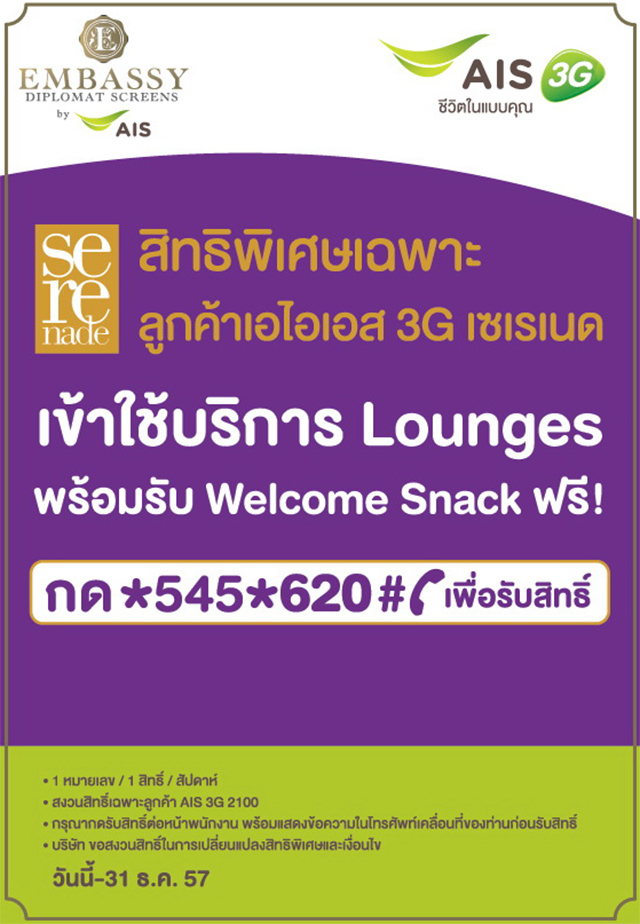 E
EMBASSY
DIPLOMAT SCREENS
by AIS
AIS 3G
ชีวิตในแบบคุณ
se
re
nade
สิทธิพิเศษเฉพาะ
ลูกค้าเอไอเอส 3G เซเรเนด
เข้าใช้บริการ Lounges
พร้อมรับ Welcome Snack ฟรี!
กด *545*620# เพื่อรับสิทธิ์
• 1 หมายเลข / 1 สิทธิ์ / สัปดาห์
• สงวนสิทธิ์เฉพาะลูกค้า AIS 3G 2100
• กรุณากดรับสิทธิ์ต่อหน้าพนักงาน พร้อมแสดงข้อความในโทรศัพท์เคลื่อนที่ของท่านก่อนรับสิทธิ์
• บริษัท ขอสงวนสิทธิ์ในการเปลี่ยนแปลงสิทธิพิเศษและเงื่อนไข
วันนี้-31 ธ.ค. 57